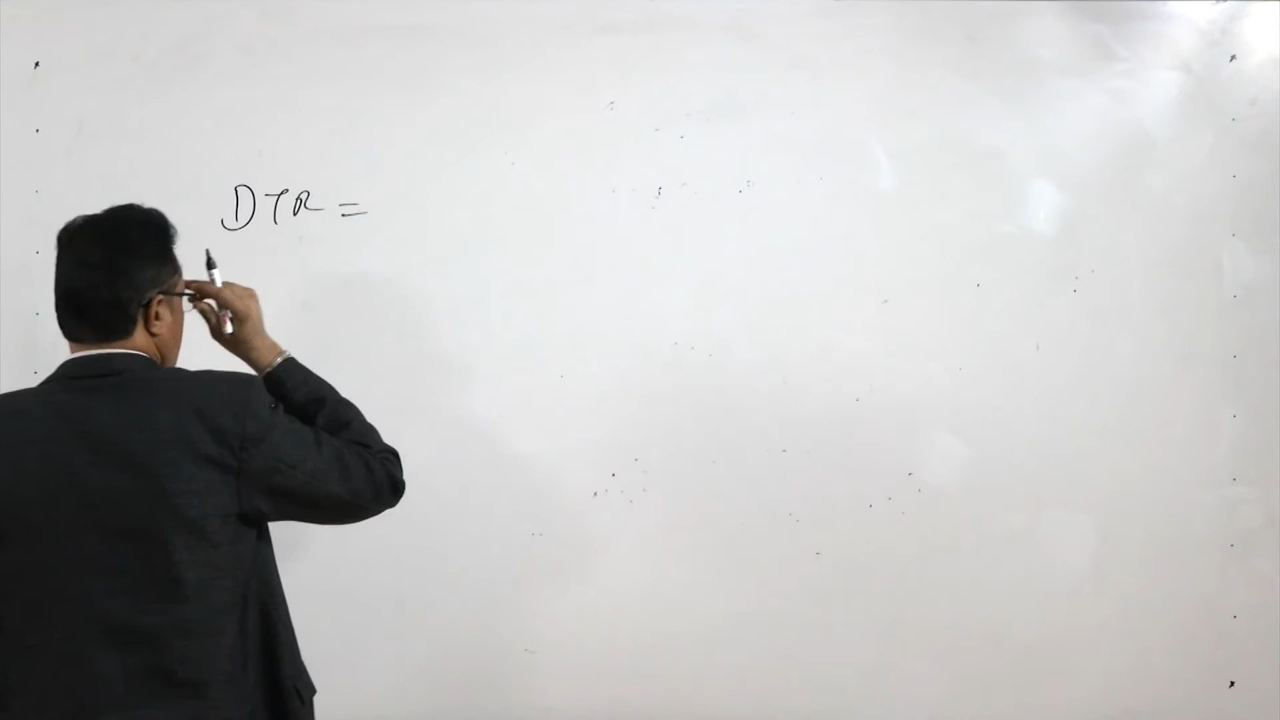 DTR =